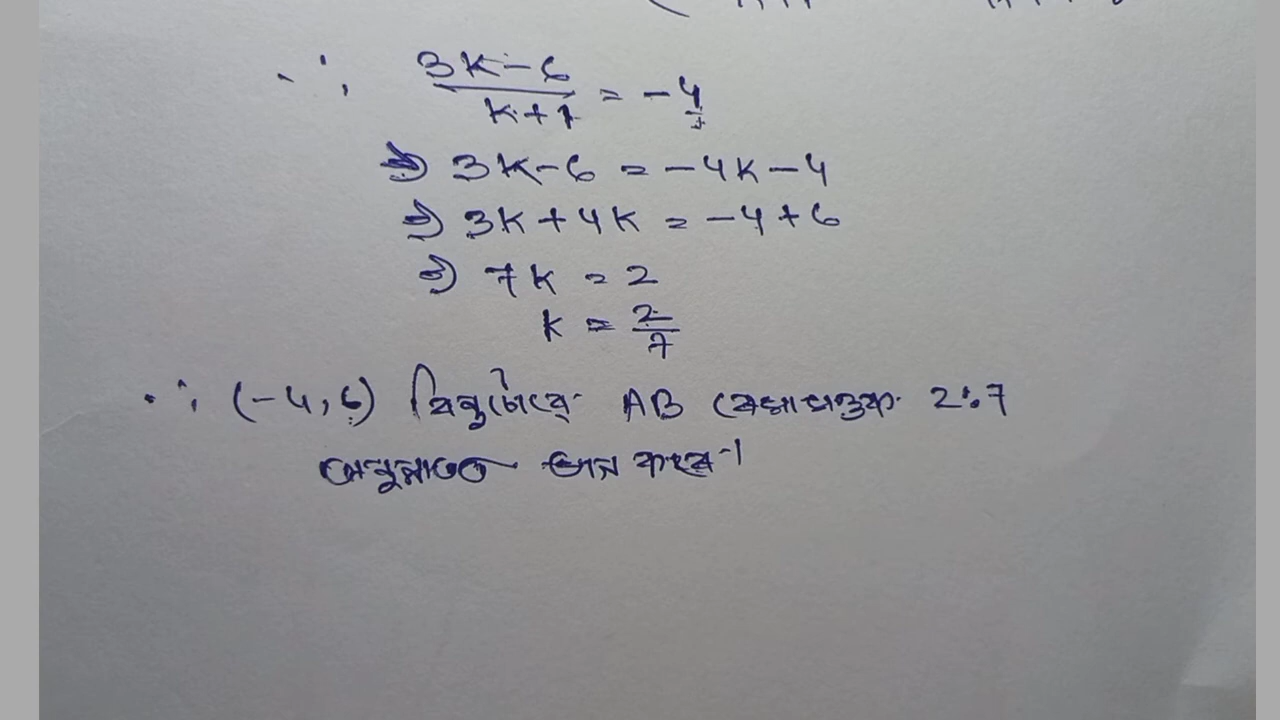 ∴ (3K-6)/(K+1) = -4
⇒ 3K-6 = -4K-4
⇒ 3K+4K = -4+6
⇒ 7K = 2
K = 2/7
∴ (-4,6) বিন্দুটোৱে AB ৰেখাখণ্ডক 2:7
অনুপাতত ভাগ কৰে।